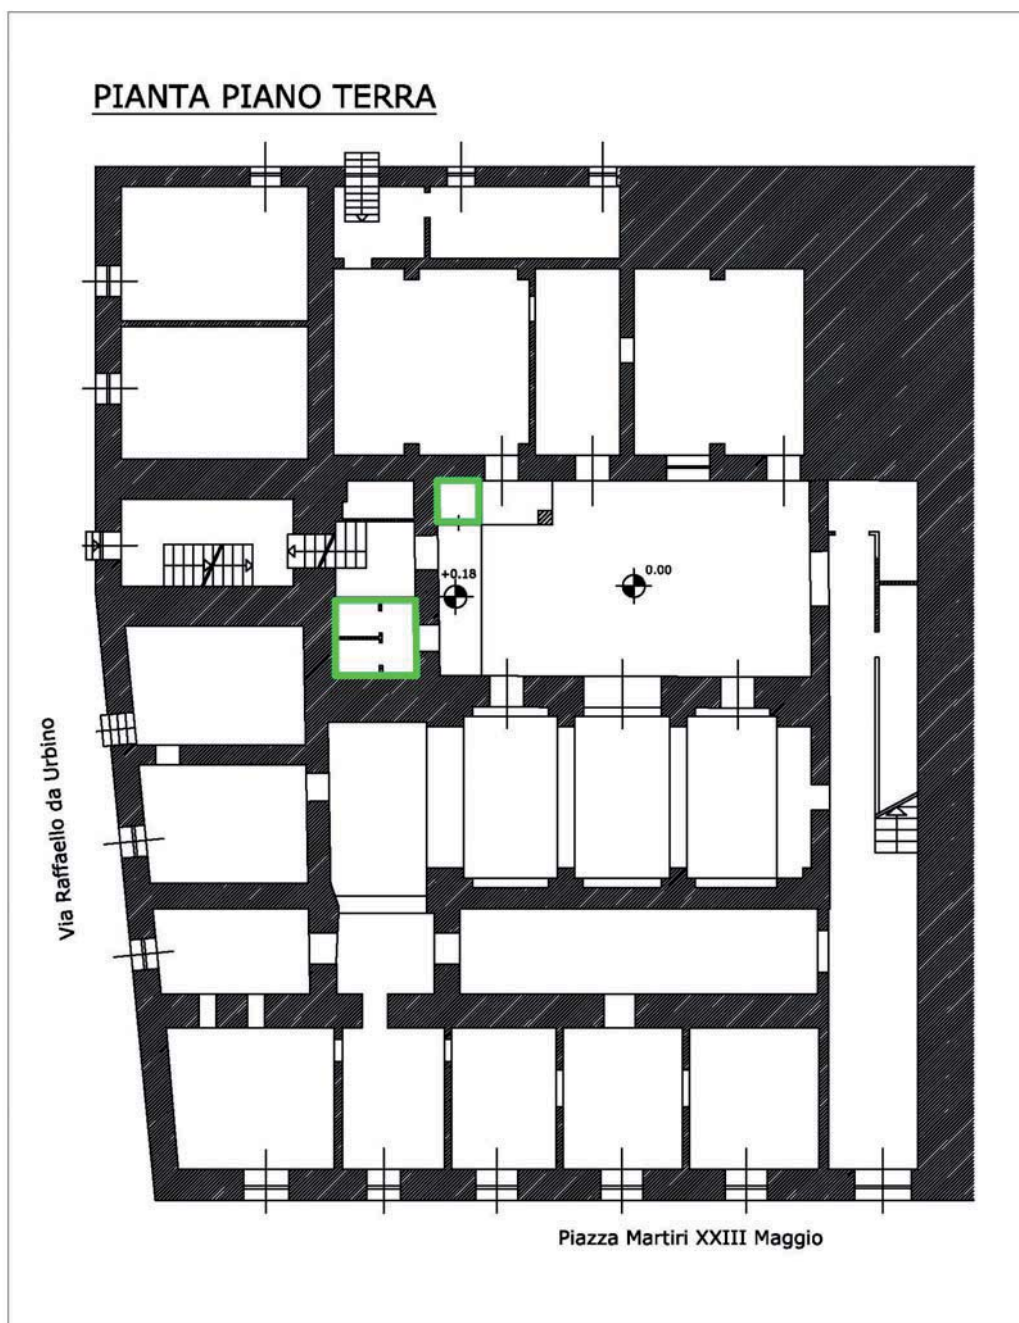 PIANTA PIANO TERRA
+0.18
0.00
Via Raffaello da Urbino
Piazza Martiri XXIII Maggio